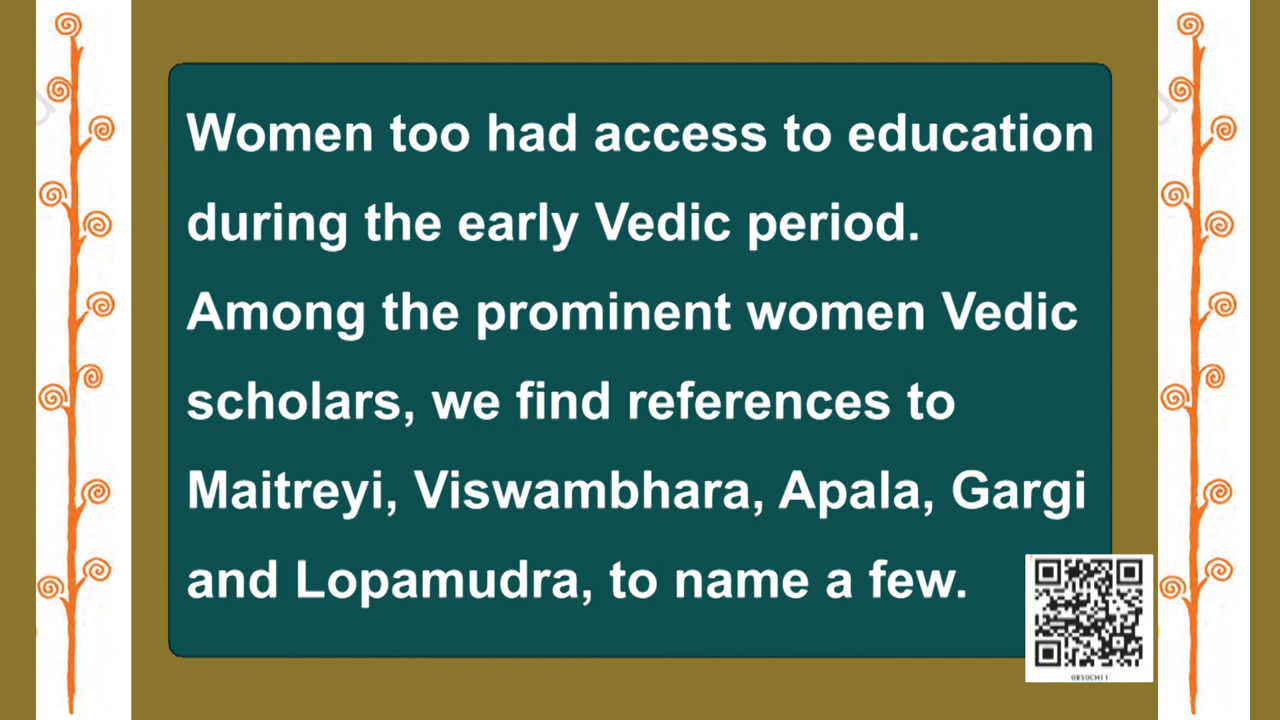 Women too had access to education
during the early Vedic period.
Among the prominent women Vedic
scholars, we find references to
Maitreyi, Viswambhara, Apala, Gargi
and Lopamudra, to name a few.